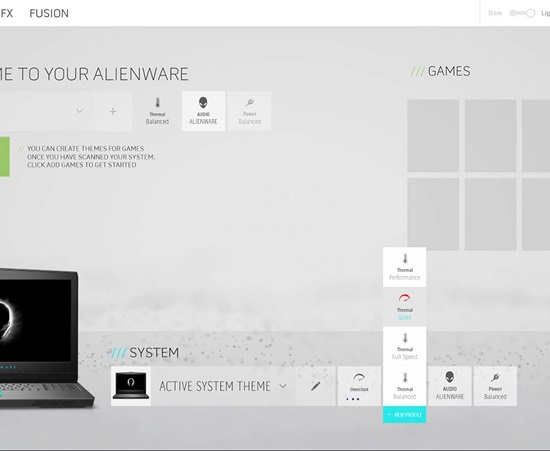 FX
FUSION
Dark
Lig
ME TO YOUR ALIENWARE
/// GAMES
Thermal
Balanced
AUDIO
ALIENWARE
Power
Balanced
// YOU CAN CREATE THEMES FOR GAMES
ONCE YOU HAVE SCANNED YOUR SYSTEM.
CLICK ADD GAMES TO GET STARTED
Thermal
Performance
Thermal
Thermal
Full Speed
/// SYSTEM
ACTIVE SYSTEM THEME
Overclock
Thermal
Balanced
AUDIO
ALIENWARE
Power
Balanced
+ NEW PROFILE